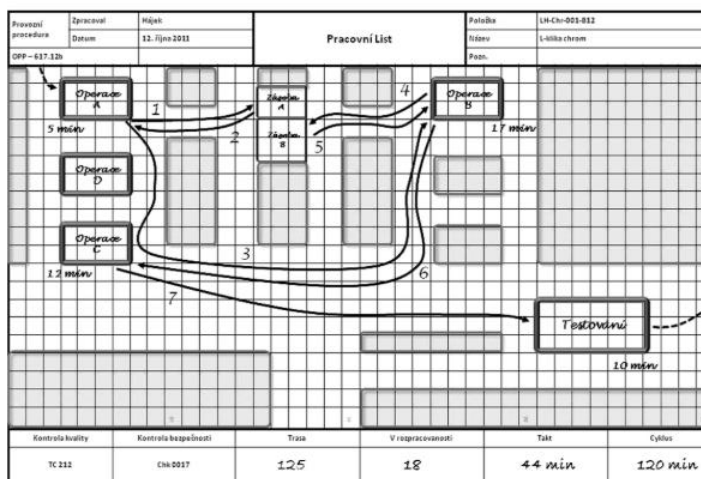 Provozní
procedura
Zpracoval
Hájek
Datum
12. října 2011
OPP – 617.12b
Pracovní List
Položka
LH-Chr-001-B12
Název
L-klika chrom
Pozn.
Operace
A
5 min
1
2
Zásoba
A
Zásoba
B
4
5
Operace
B
17 min
Operace
D
Operace
C
12 min
3
6
7
Testování
10 min
Kontrola kvality
Kontrola bezpečnosti
Trasa
V rozpracovanosti
Takt
Cyklus
TC 212
Chk 0017
125
18
44 min
120 min